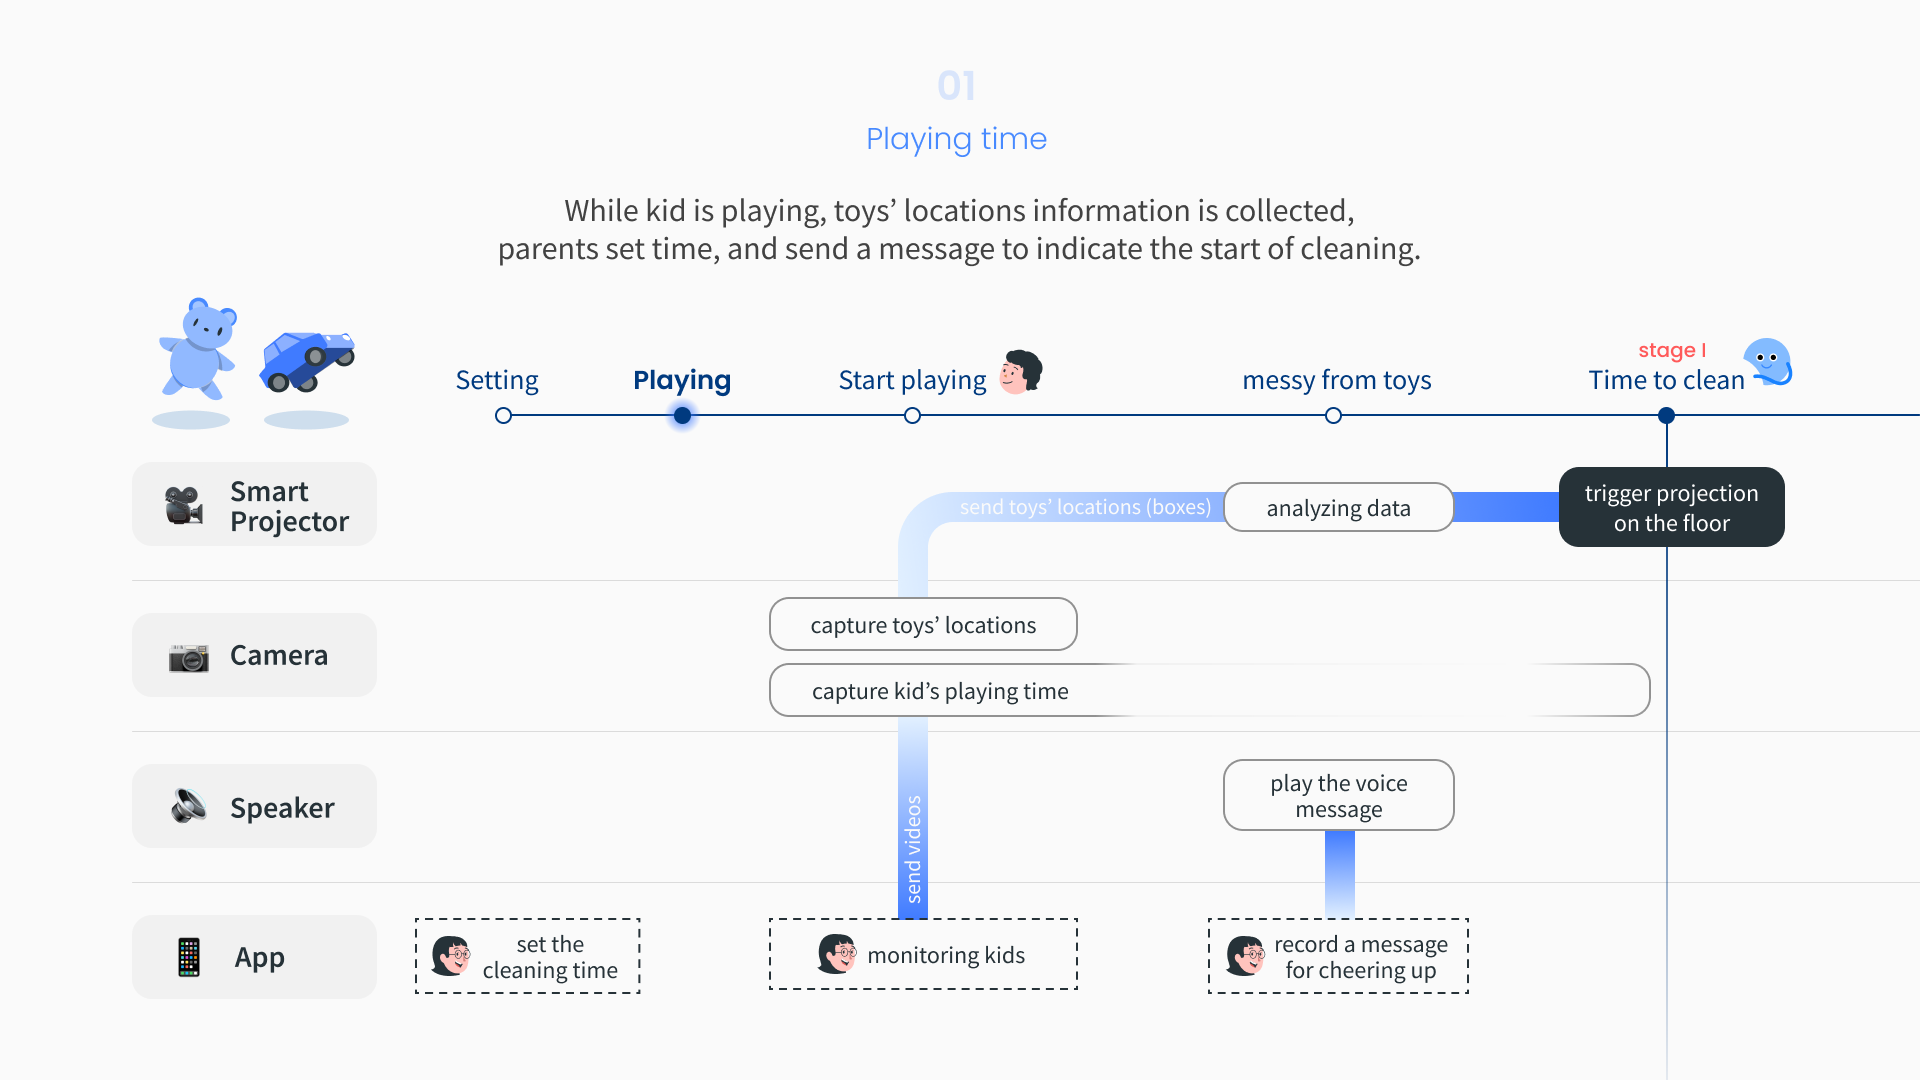 01
Playing time
While kid is playing, toys’ locations information is collected,
parents set time, and send a message to indicate the start of cleaning.
stage I
Setting
Playing
Start playing
messy from toys
Time to clean
Smart
Projector
send toys’ locations (boxes)
analyzing data
trigger projection
on the floor
Camera
capture toys’ locations
capture kid’s playing time
Speaker
send videos
play the voice
message
App
set the
cleaning time
monitoring kids
record a message
for cheering up